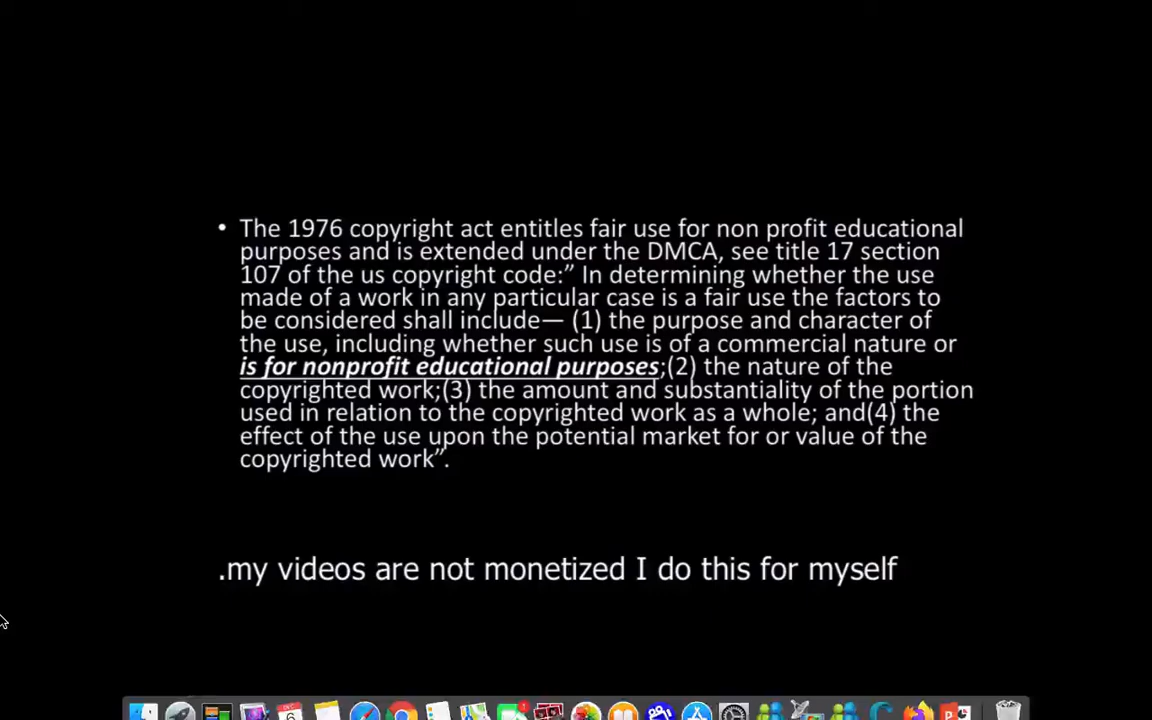 • The 1976 copyright act entitles fair use for non profit educational
purposes and is extended under the DMCA, see title 17 section
107 of the us copyright code:” In determining whether the use
made of a work in any particular case is a fair use the factors to
be considered shall include— (1) the purpose and character of
the use, including whether such use is of a commercial nature or
is for nonprofit educational purposes;(2) the nature of the
copyrighted work;(3) the amount and substantiality of the portion
used in relation to the copyrighted work as a whole; and(4) the
effect of the use upon the potential market for or value of the
copyrighted work”.
.my videos are not monetized I do this for myself